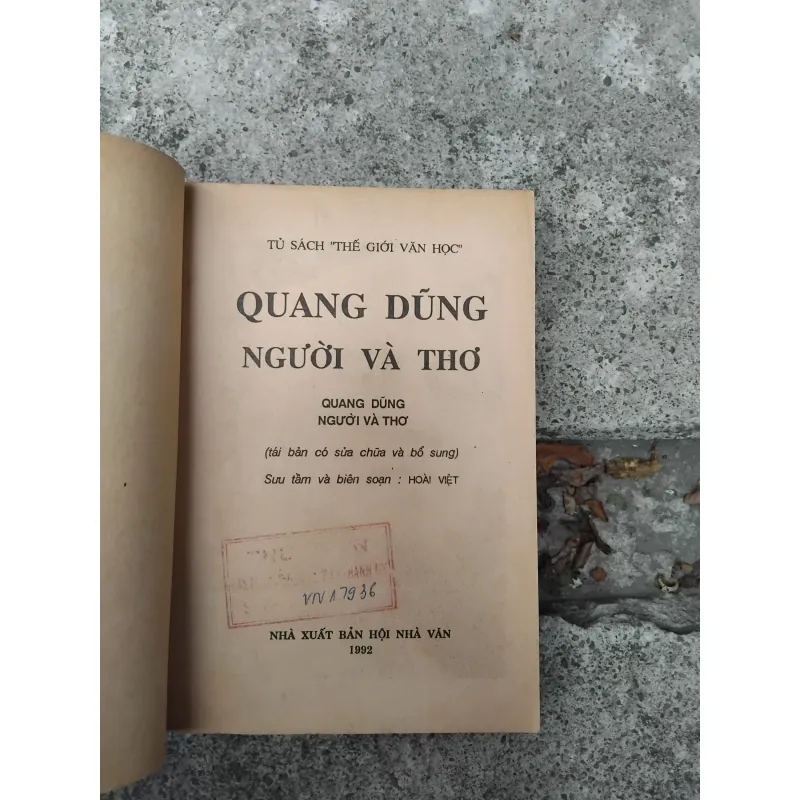 TỦ SÁCH "THẾ GIỚI VĂN HỌC"
QUANG DŨNG
NGƯỜI VÀ THƠ
QUANG DŨNG
NGƯỜI VÀ THƠ
(tái bản có sửa chữa và bổ sung)
Sưu tầm và biên soạn : HOÀI VIỆT
VN17936
NHÀ XUẤT BẢN HỘI NHÀ VĂN
1992